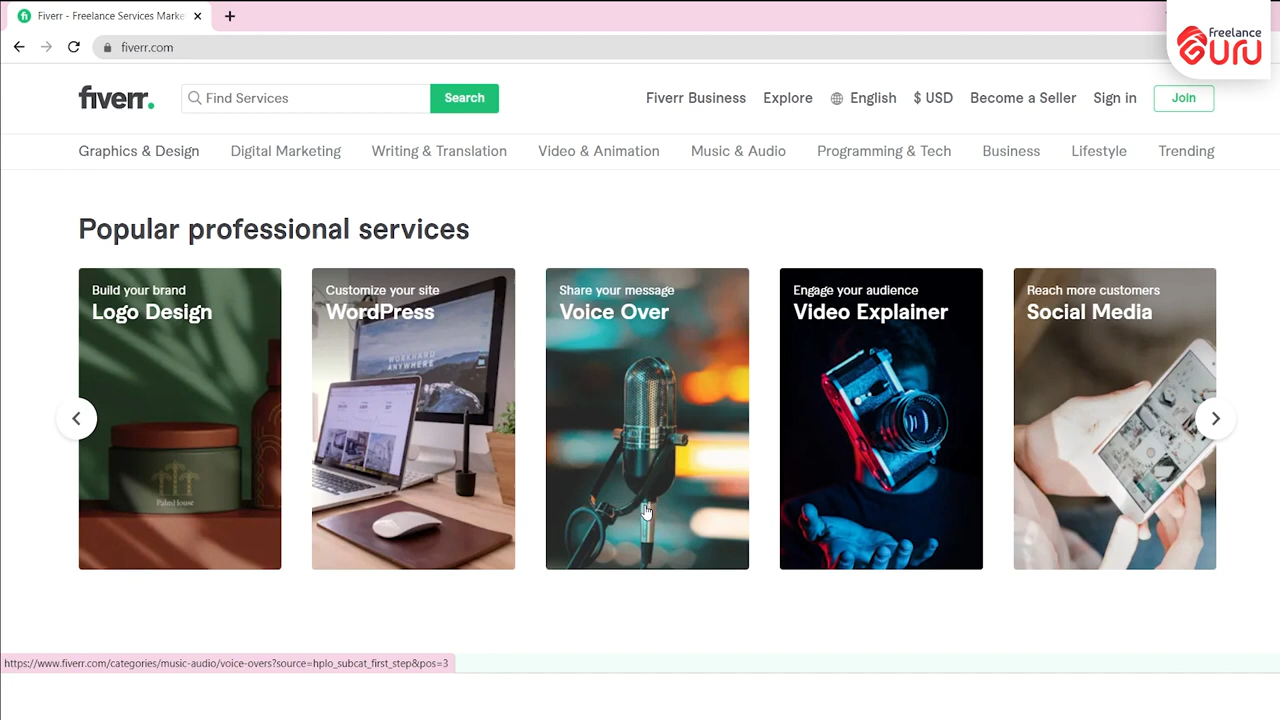 Fiverr - Freelance Services Marke
fiverr.com
Freelance
Guru
fiverr.
Find Services
Search
Fiverr Business Explore English $ USD Become a Seller Sign in Join
Graphics & Design Digital Marketing Writing & Translation Video & Animation Music & Audio Programming & Tech Business Lifestyle Trending
Popular professional services
Build your brand
Logo Design
Customize your site
WordPress
WORKHARD
ANYWHERE
Share your message
Voice Over
Engage your audience
Video Explainer
Reach more customers
Social Media
Palm House
https://www.fiverr.com/categories/music-audio/voice-overs?source=hplo_subcat_first_step&pos=3